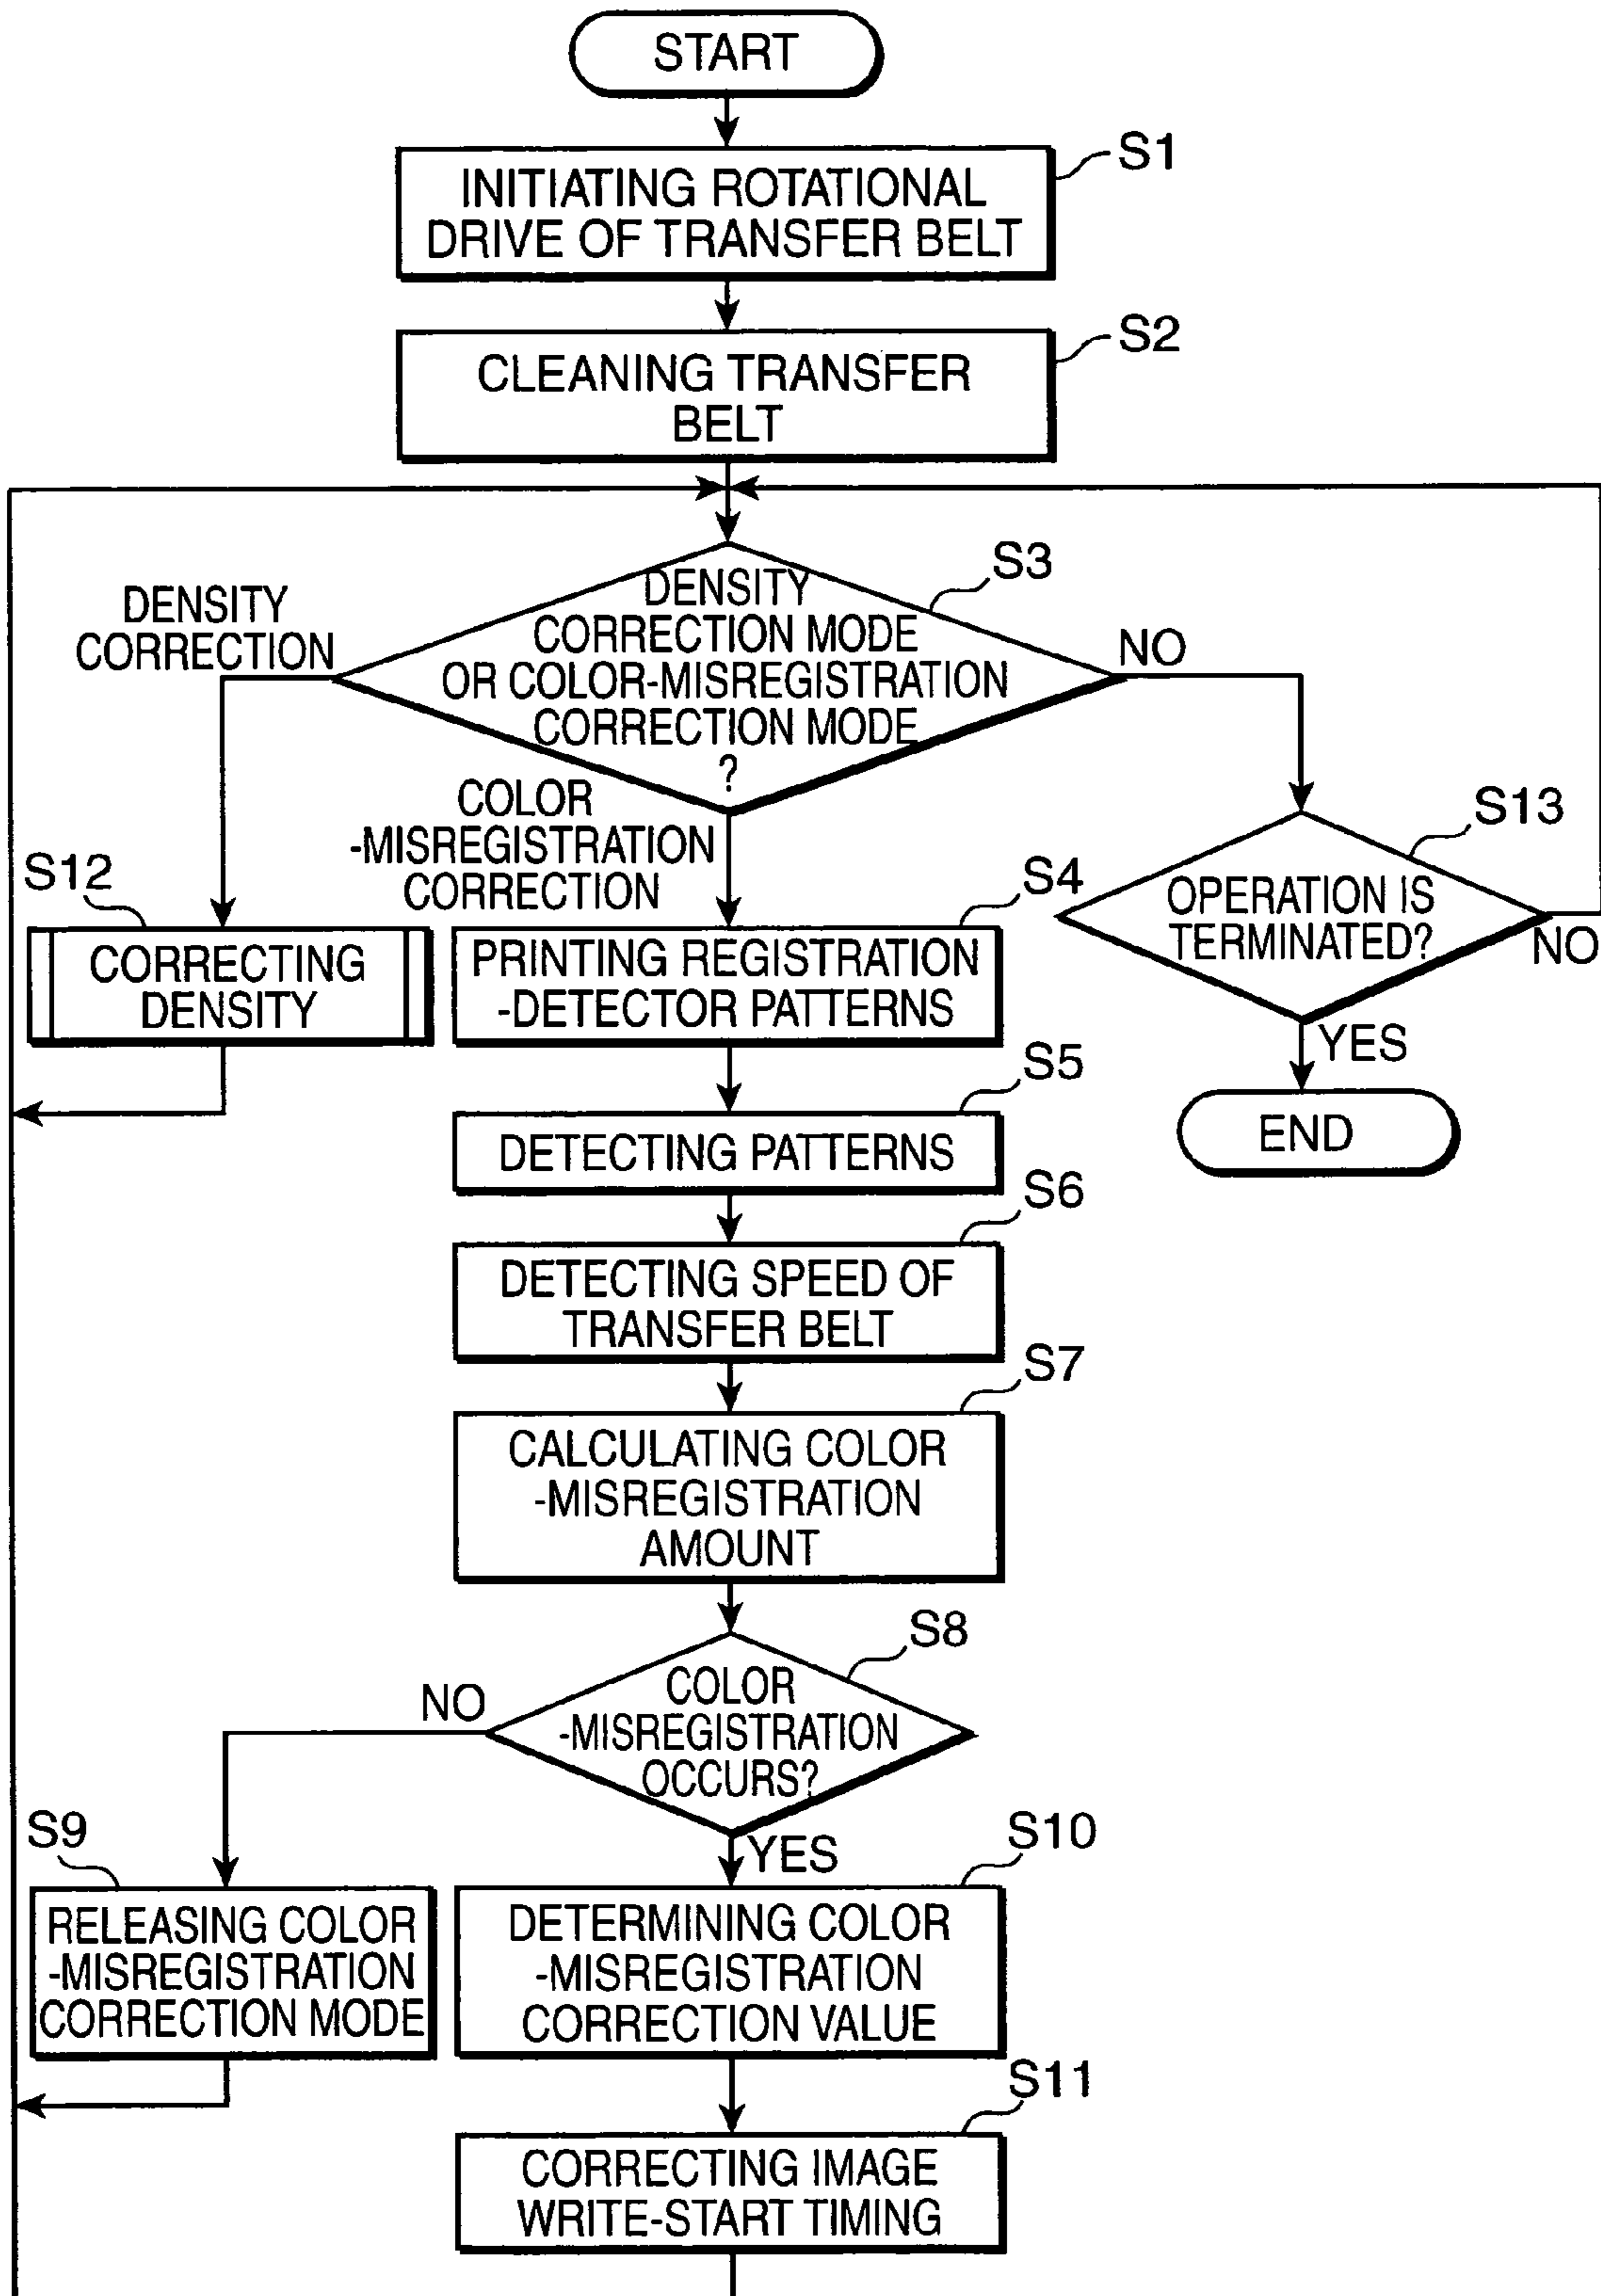 START
S1
INITIATING ROTATIONAL
DRIVE OF TRANSFER BELT
S2
CLEANING TRANSFER
BELT
S3
DENSITY
CORRECTION MODE
OR COLOR-MISREGISTRATION
CORRECTION MODE
?
DENSITY
CORRECTION
NO
COLOR
-MISREGISTRATION
CORRECTION
S12
CORRECTING
DENSITY
S4
PRINTING REGISTRATION
-DETECTOR PATTERNS
S13
OPERATION IS
TERMINATED?
NO
YES
END
S5
DETECTING PATTERNS
S6
DETECTING SPEED OF
TRANSFER BELT
S7
CALCULATING COLOR
-MISREGISTRATION
AMOUNT
S8
COLOR
-MISREGISTRATION
OCCURS?
NO
YES
S9
RELEASING COLOR
-MISREGISTRATION
CORRECTION MODE
S10
DETERMINING COLOR
-MISREGISTRATION
CORRECTION VALUE
S11
CORRECTING IMAGE
WRITE-START TIMING